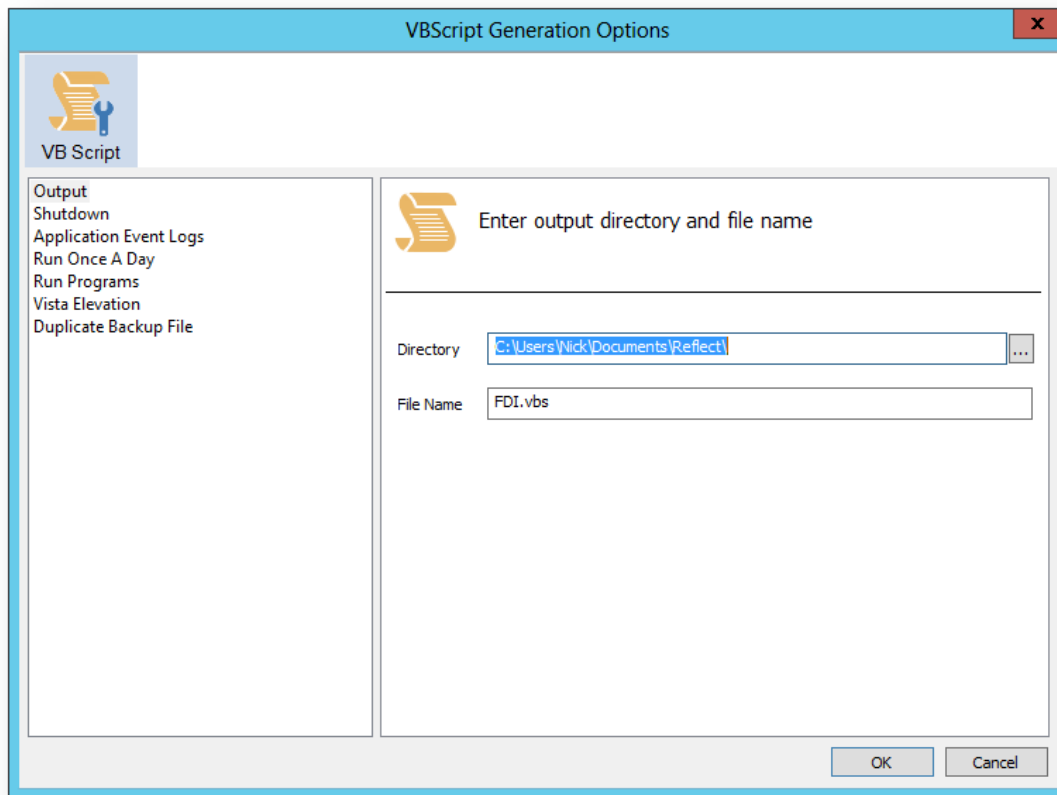 VBScript Generation Options
x
VB Script
Output
Shutdown
Application Event Logs
Run Once A Day
Run Programs
Vista Elevation
Duplicate Backup File
Enter output directory and file name
Directory
C:\Users\Nick\Documents\Reflect\
...
File Name
FDI.vbs
OK
Cancel